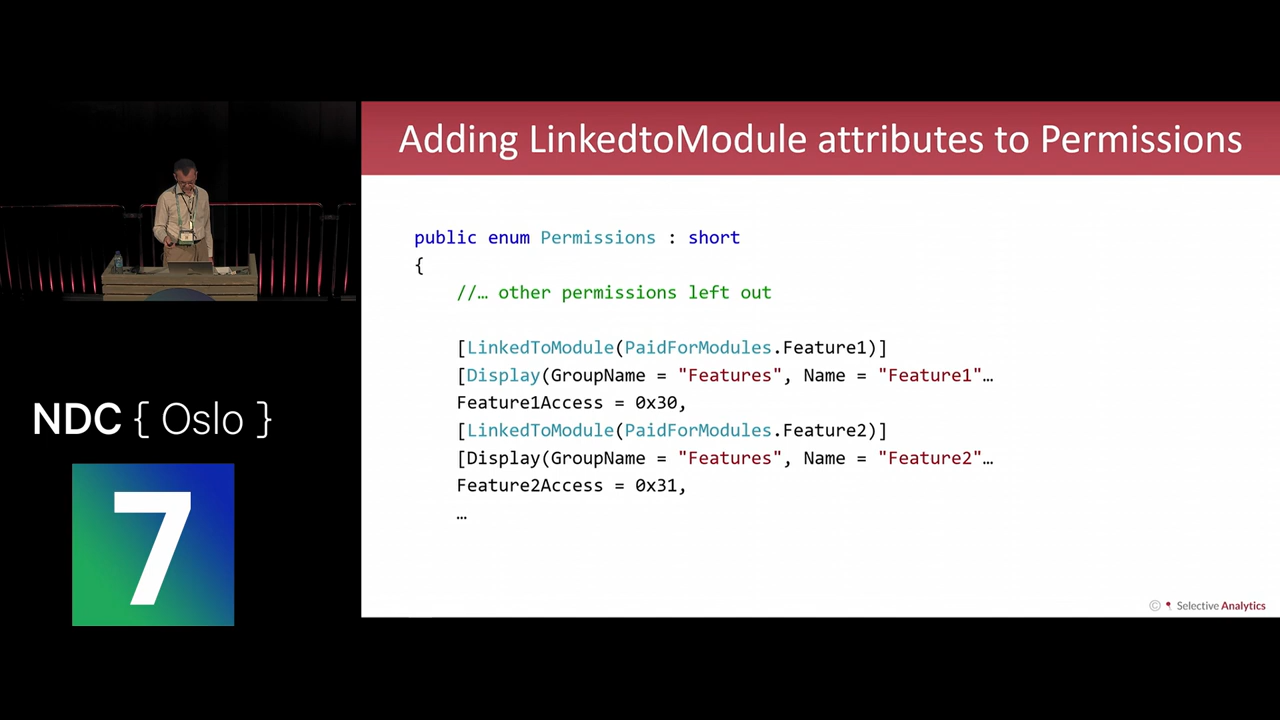 Adding LinkedtoModule attributes to Permissions
public enum Permissions : short
{
//… other permissions left out
[LinkedToModule(PaidForModules.Feature1)]
[Display(GroupName = "Features", Name = "Feature1"…
Feature1Access = 0x30,
[LinkedToModule(PaidForModules.Feature2)]
[Display(GroupName = "Features", Name = "Feature2"…
Feature2Access = 0x31,
…
© Selective Analytics
NDC { Oslo }
7